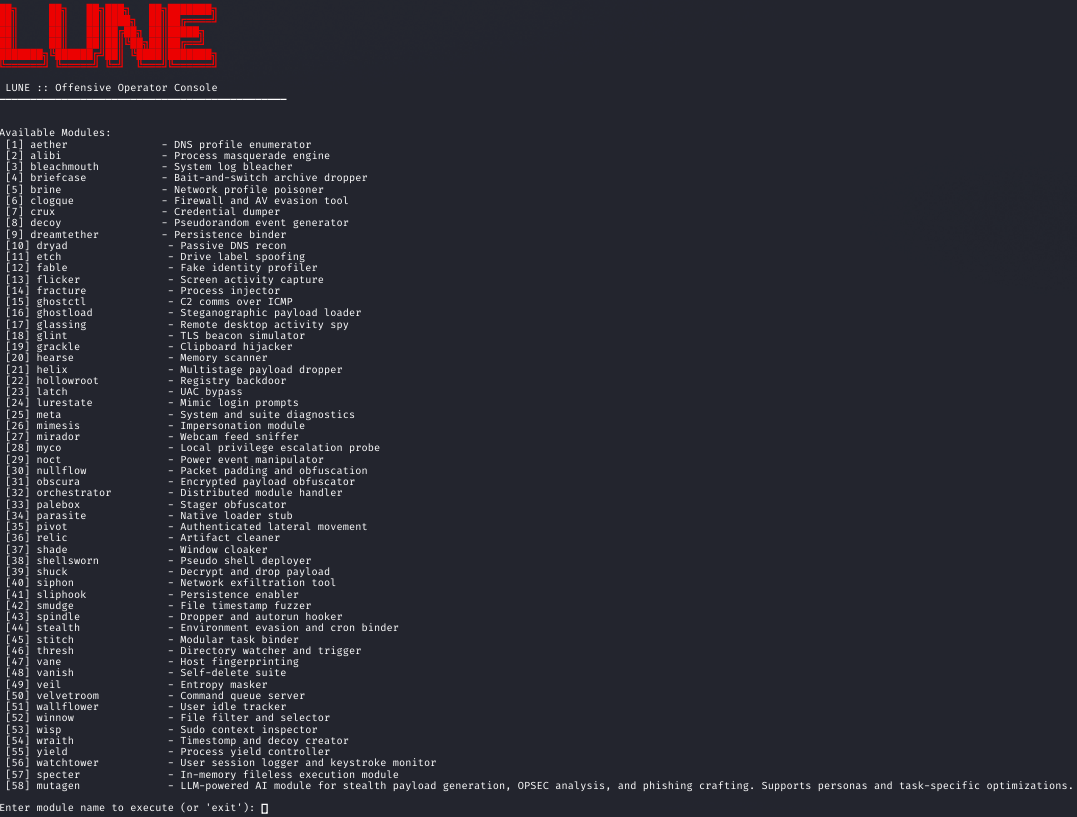 LUNE
LUNE :: Offensive Operator Console
Available Modules:
[1] aether - DNS profile enumerator
[2] alibi - Process masquerade engine
[3] bleachmouth - System log bleacher
[4] briefcase - Bait-and-switch archive dropper
[5] brine - Network profile poisoner
[6] clogque - Firewall and AV evasion tool
[7] crux - Credential dumper
[8] decoy - Pseudorandom event generator
[9] dreamtether - Persistence binder
[10] dryad - Passive DNS recon
[11] etch - Drive label spoofing
[12] fable - Fake identity profiler
[13] flicker - Screen activity capture
[14] fracture - Process injector
[15] ghostctl - C2 comms over ICMP
[16] ghostload - Steganographic payload loader
[17] glassing - Remote desktop activity spy
[18] glint - TLS beacon simulator
[19] grackle - Clipboard hijacker
[20] hearse - Memory scanner
[21] helix - Multistage payload dropper
[22] hollowroot - Registry backdoor
[23] latch - UAC bypass
[24] lurestate - Mimic login prompts
[25] meta - System and suite diagnostics
[26] mimesis - Impersonation module
[27] mirador - Webcam feed sniffer
[28] myco - Local privilege escalation probe
[29] noct - Power event manipulator
[30] nullflow - Packet padding and obfuscation
[31] obscura - Encrypted payload obfuscator
[32] orchestrator - Distributed module handler
[33] palebox - Stager obfuscator
[34] parasite - Native loader stub
[35] pivot - Authenticated lateral movement
[36] relic - Artifact cleaner
[37] shade - Window cloaker
[38] shellsworn - Pseudo shell deployer
[39] shuck - Decrypt and drop payload
[40] siphon - Network exfiltration tool
[41] sliphook - Persistence enabler
[42] smudge - File timestamp fuzzer
[43] spindle - Dropper and autorun hooker
[44] stealth - Environment evasion and cron binder
[45] stitch - Modular task binder
[46] thresh - Directory watcher and trigger
[47] vane - Host fingerprinting
[48] vanish - Self-delete suite
[49] veil - Entropy masker
[50] velvetroom - Command queue server
[51] wallflower - User idle tracker
[52] winnow - File filter and selector
[53] wisp - Sudo context inspector
[54] wraith - Timestomp and decoy creator
[55] yield - Process yield controller
[56] watchtower - User session logger and keystroke monitor
[57] specter - In-memory fileless execution module
[58] mutagen - LLM-powered AI module for stealth payload generation, OPSEC analysis, and phishing crafting. Supports personas and task-specific optimizations.
Enter module name to execute (or 'exit'):